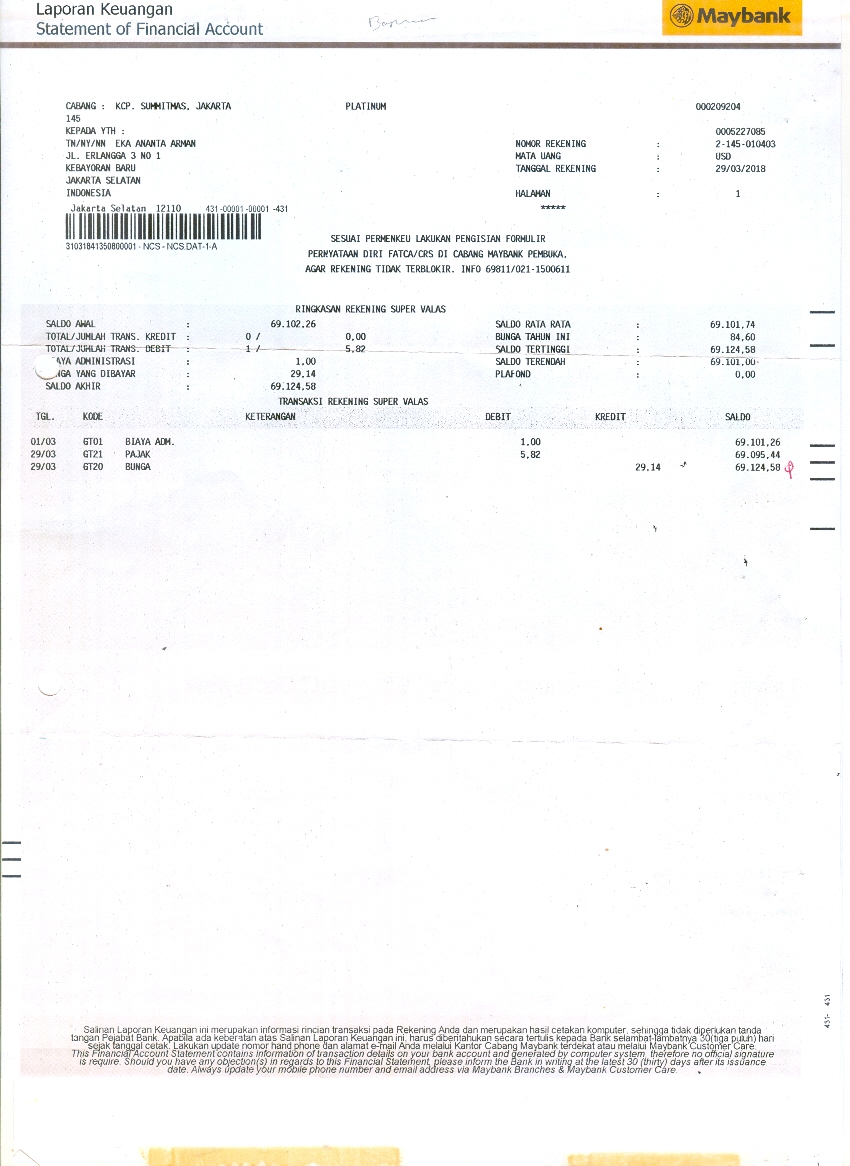 Laporan Keuangan
Statement of Financial Account
Maybank
CABANG : KCP. SUMMITMAS, JAKARTA PLATINUM 000209204
145
KEPADA YTH : 0005227085
TN/NY/NN EKA ANANTA ARMAN NOMOR REKENING : 2-145-010403
JL. ERLANGGA 3 NO 1 MATA UANG : USD
KEBAYORAN BARU TANGGAL REKENING : 29/03/2018
JAKARTA SELATAN
INDONESIA HALAMAN : 1
Jakarta Selatan 12110 431-00001-00001 -431 *****
31031841350800001 - NCS - NCS.DAT-1-A
SESUAI PERMENKEU LAKUKAN PENGISIAN FORMULIR
PERNYATAAN DIRI FATCA/CRS DI CABANG MAYBANK PEMBUKA,
AGAR REKENING TIDAK TERBLOKIR. INFO 69811/021-1500611
RINGKASAN REKENING SUPER VALAS
SALDO AWAL : 69.102,26 SALDO RATA RATA : 69.101,74
TOTAL/JUMLAH TRANS. KREDIT : 0 / 0,00 BUNGA TAHUN INI : 84,60
TOTAL/JUMLAH TRANS. DEBIT : 1 / 5,82 SALDO TERTINGGI : 69.124,58
AYA ADMINISTRASI : 1,00 SALDO TERENDAH : 69.101,00
NGA YANG DIBAYAR : 29,14 PLAFOND : 0,00
SALDO AKHIR : 69.124,58
TRANSAKSI REKENING SUPER VALAS
TGL. KODE KETERANGAN DEBIT KREDIT SALDO
01/03 GT01 BIAYA ADM. 1,00 69.101,26
29/03 GT21 PAJAK 5,82 69.095,44
29/03 GT20 BUNGA 29,14 69.124,58
431- 431
Salinan Laporan Keuangan ini merupakan informasi rincian transaksi pada Rekening Anda dan merupakan hasil cetakan komputer, sehingga tidak diperlukan tanda
tangan Pejabat Bank. Apabila ada keberatan atas Salinan Laporan Keuangan ini, harus diberitahukan secara tertulis kepada Bank selambat-lambatnya 30(tiga puluh) hari
sejak tanggal cetak. Lakukan update nomor hand phone dan alamat e-mail Anda melalui Kantor Cabang Maybank terdekat atau melalui Maybank Customer Care.
This Financial Account Statement contains information of transaction details on your bank account and generated by computer system, therefore no official signature
is require. Should you have any objection(s) in regards to this Financial Statement, please inform the Bank in writing at the latest 30 (thirty) days after its issuance
date. Always update your mobile phone number and email address via Maybank Branches & Maybank Customer Care.